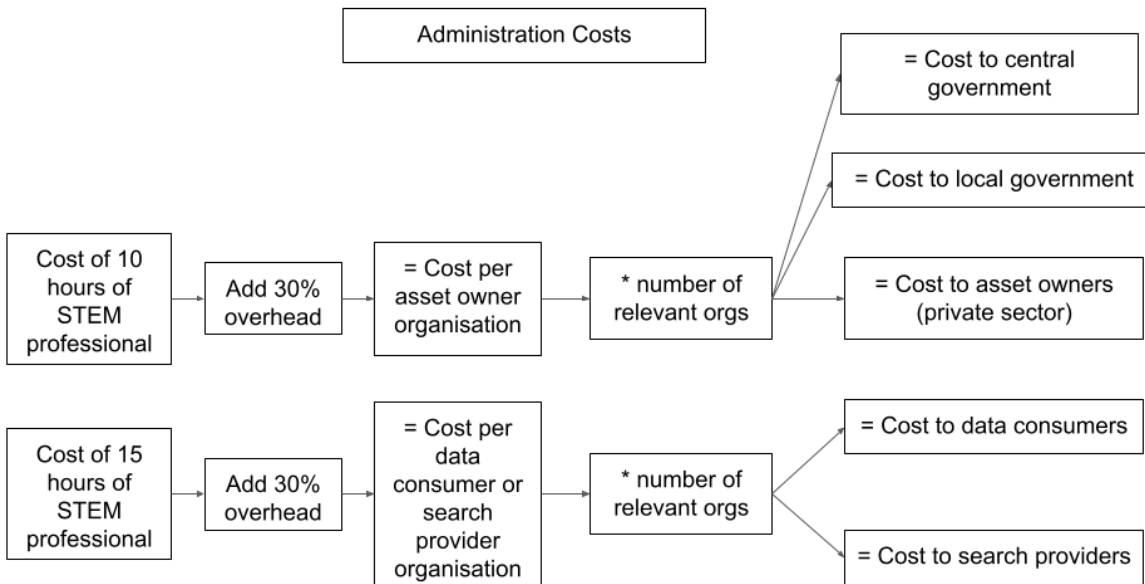 Administration Costs
= Cost to central
government
= Cost to local government
Cost of 10
hours of
STEM
professional
Add 30%
overhead
= Cost per
asset owner
organisation
* number of
relevant orgs
= Cost to asset owners
(private sector)
Cost of 15
hours of
STEM
professional
Add 30%
overhead
= Cost per
data
consumer or
search
provider
organisation
* number of
relevant orgs
= Cost to data consumers
= Cost to search providers